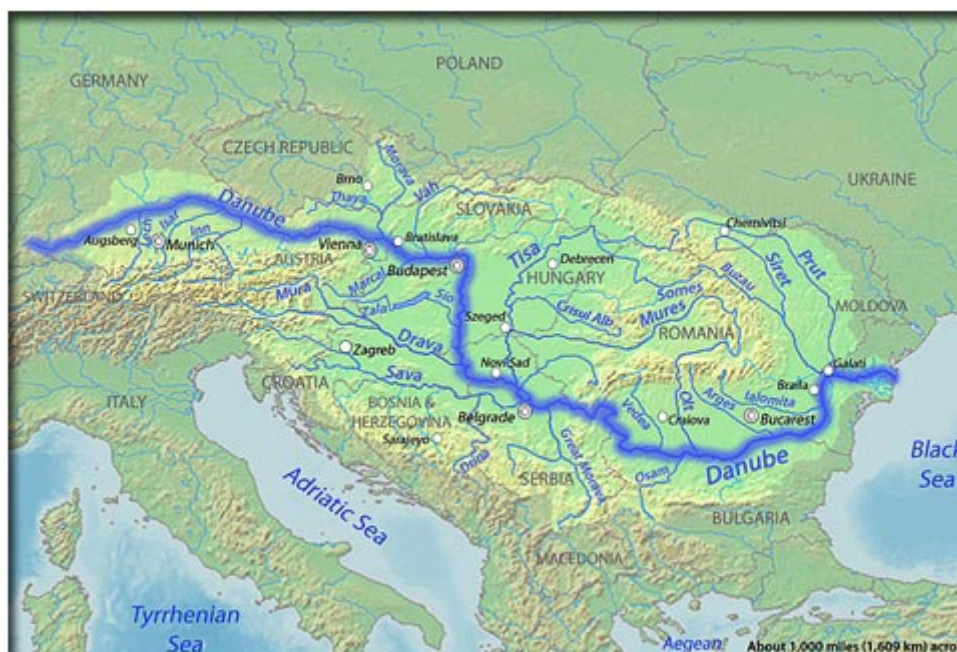 POLAND
GERMANY
CZECH REPUBLIC
UKRAINE
Morava
Brno
Thaya
Vah
SLOVAKIA
Danube
Chernivitsi
Augsberg
Lech
Isar
Inn
Munich
Vienna
Bratislava
AUSTRIA
Budapest
Tisa
Debrecen
HUNGARY
Buzau
Siret
Prut
SWITZERLAND
Mura
Marcal
Zala
Sio
Somes
Mures
Crisul Alb
MOLDOVA
Szeged
ROMANIA
Drava
Zagreb
Sava
Novi Sad
Galati
Braila
CROATIA
ITALY
BOSNIA &
HERZEGOVINA
Belgrade
Vedea
Olt
Arges
Ialomita
Craiova
Bucarest
Sarajevo
Drina
Great Morava
Osam
Danube
Black
Sea
SERBIA
Adriatic Sea
BULGARIA
MACEDONIA
Tyrrhenian
Sea
Aegean
About 1,000 miles (1,609 km) acro